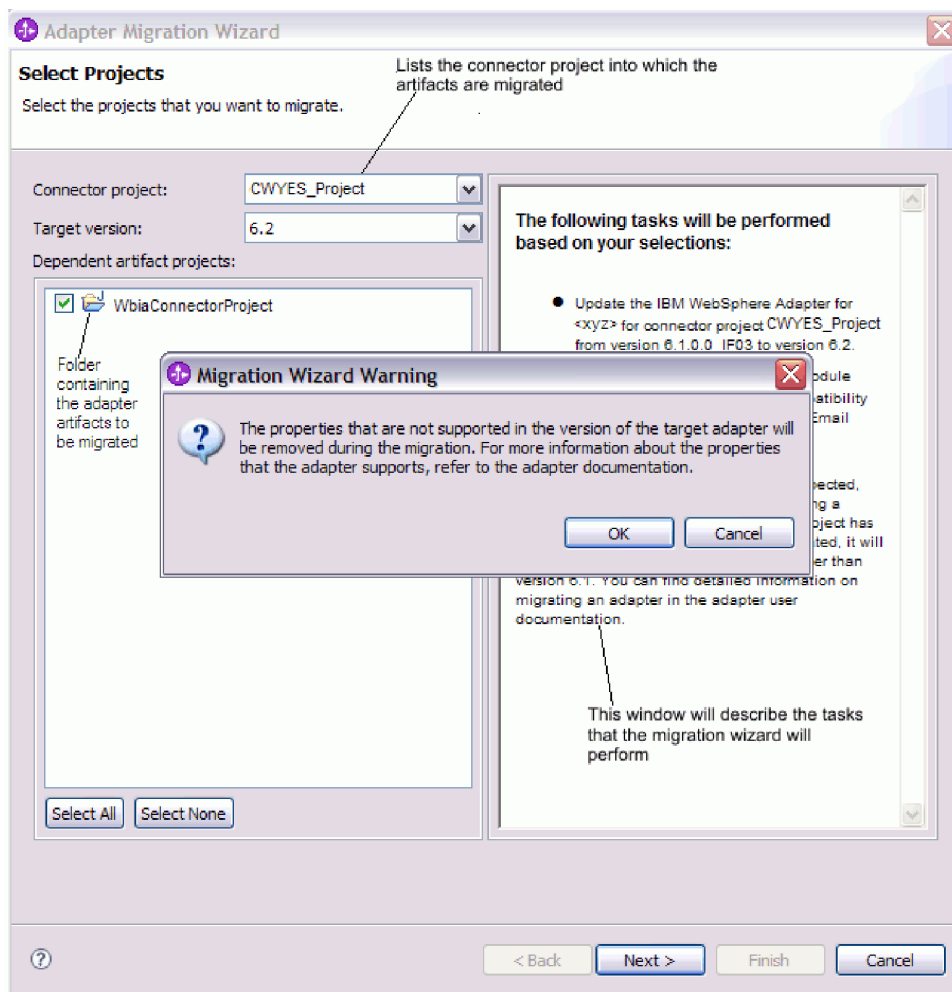 Adapter Migration Wizard
Select Projects
Select the projects that you want to migrate.
Lists the connector project into which the
artifacts are migrated
Connector project:
CWYES_Project
Target version:
6.2
Dependent artifact projects:
WbiaConnectorProject
Folder
containing
the adapter
artifacts to
be migrated
The following tasks will be performed
based on your selections:
Update the IBM WebSphere Adapter for
<xyz> for connector project CWYES_Project
from version 6.1.0.0_IF03 to version 6.2.
Migration Wizard Warning
The properties that are not supported in the version of the target adapter will
be removed during the migration. For more information about the properties
that the adapter supports, refer to the adapter documentation.
OK
Cancel
Email
has
it will
than
version 6.1. You can find detailed information on
migrating an adapter in the adapter user
documentation.
This window will describe the tasks
that the migration wizard will
perform
Select All
Select None
?
< Back
Next >
Finish
Cancel